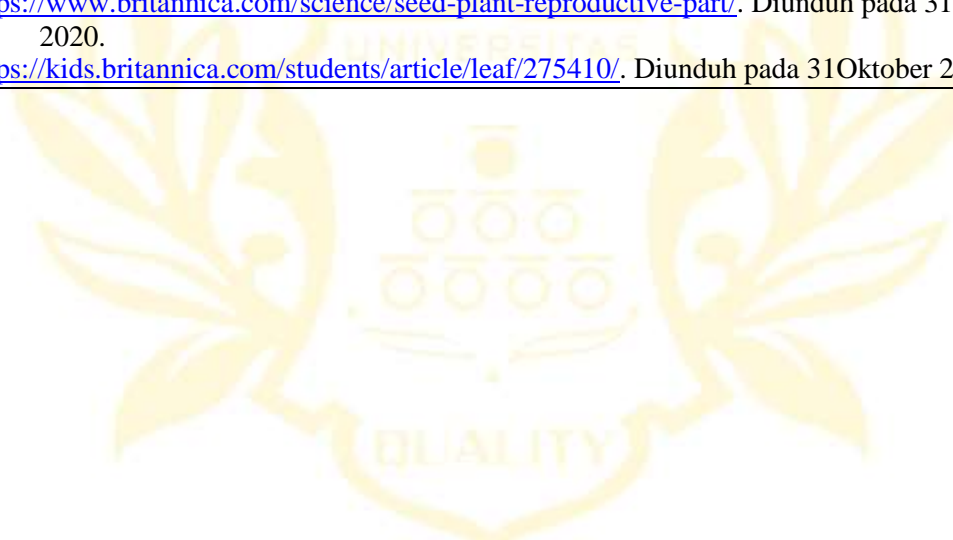 ps://www.britannica.com/science/seed-plant-reproductive-part/. Diunduh pada 31
2020.
UNIVERSITAS
ps://kids.britannica.com/students/article/leaf/275410/. Diunduh pada 31Oktober 2
QUALITY